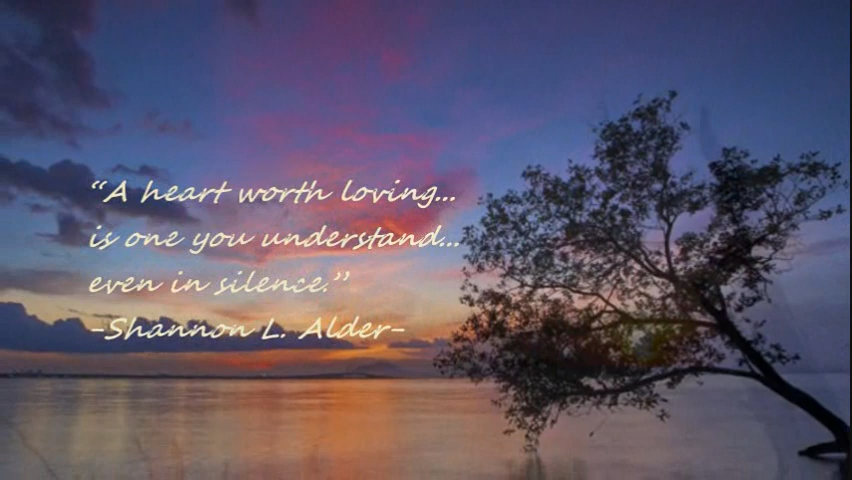 “A heart worth loving...
is one you understand...
even in silence.”
-Shannon L. Alder-